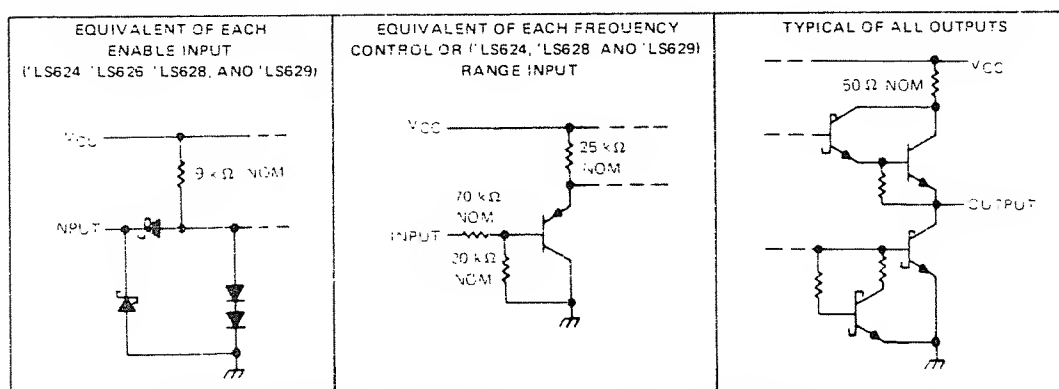 EQUIVALENT OF EACH
ENABLE INPUT
('LS624 'LS626 'LS628, AND 'LS629)
VCC
9 kΩ NOM
INPUT
EQUIVALENT OF EACH FREQUENCY
CONTROL OR ('LS624, 'LS628 AND 'LS629)
RANGE INPUT
VCC
25 kΩ
NOM
70 kΩ
NOM
INPUT
NOM
TYPICAL OF ALL OUTPUTS
VCC
50 Ω NOM
OUTPUT